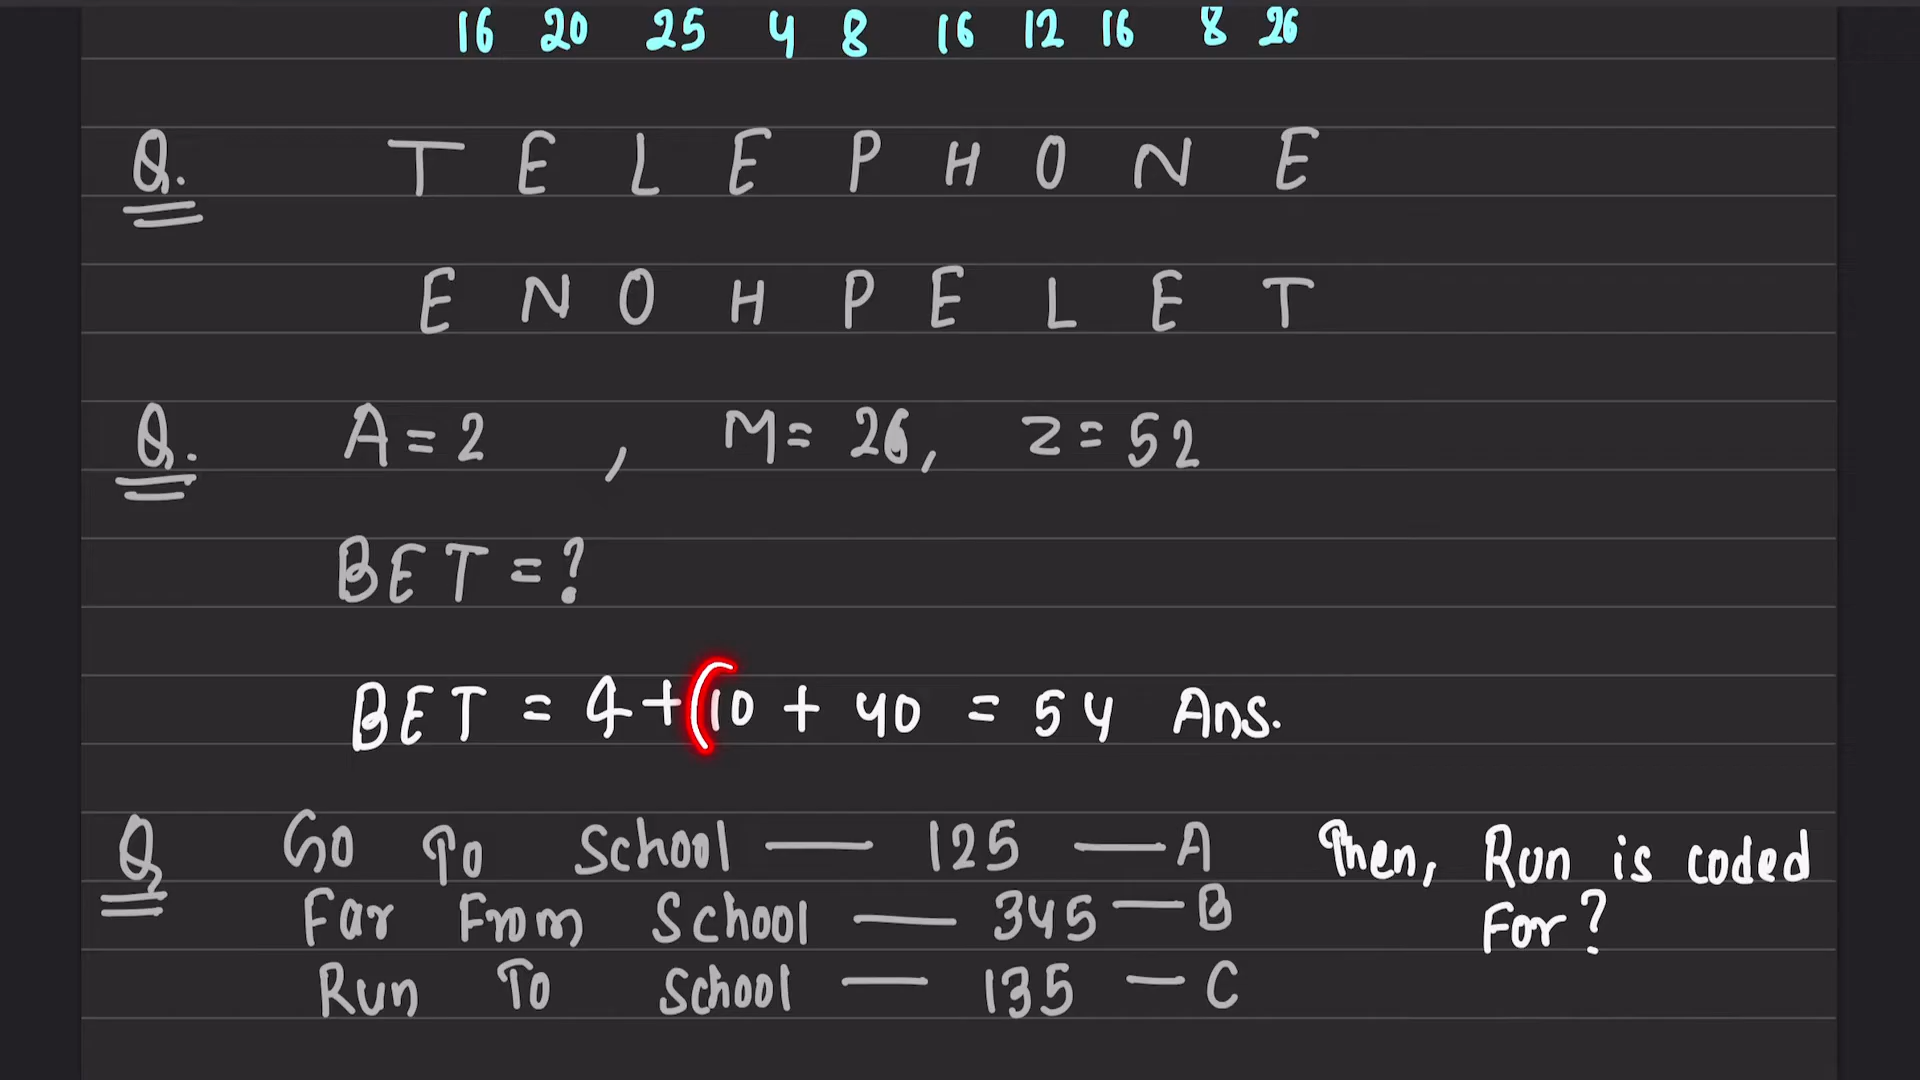 16 20 25 4 8 16 12 16 8 26
Q. T E L E P H O N E
E N O H P E L E T
Q. A = 2 , M = 26, Z = 52
BET = ?
BET = 4 + (10 + 40 = 54 Ans.
Q Go To School — 125 — A Then, Run is coded
Far From School — 345 — B For?
Run To School — 135 — C